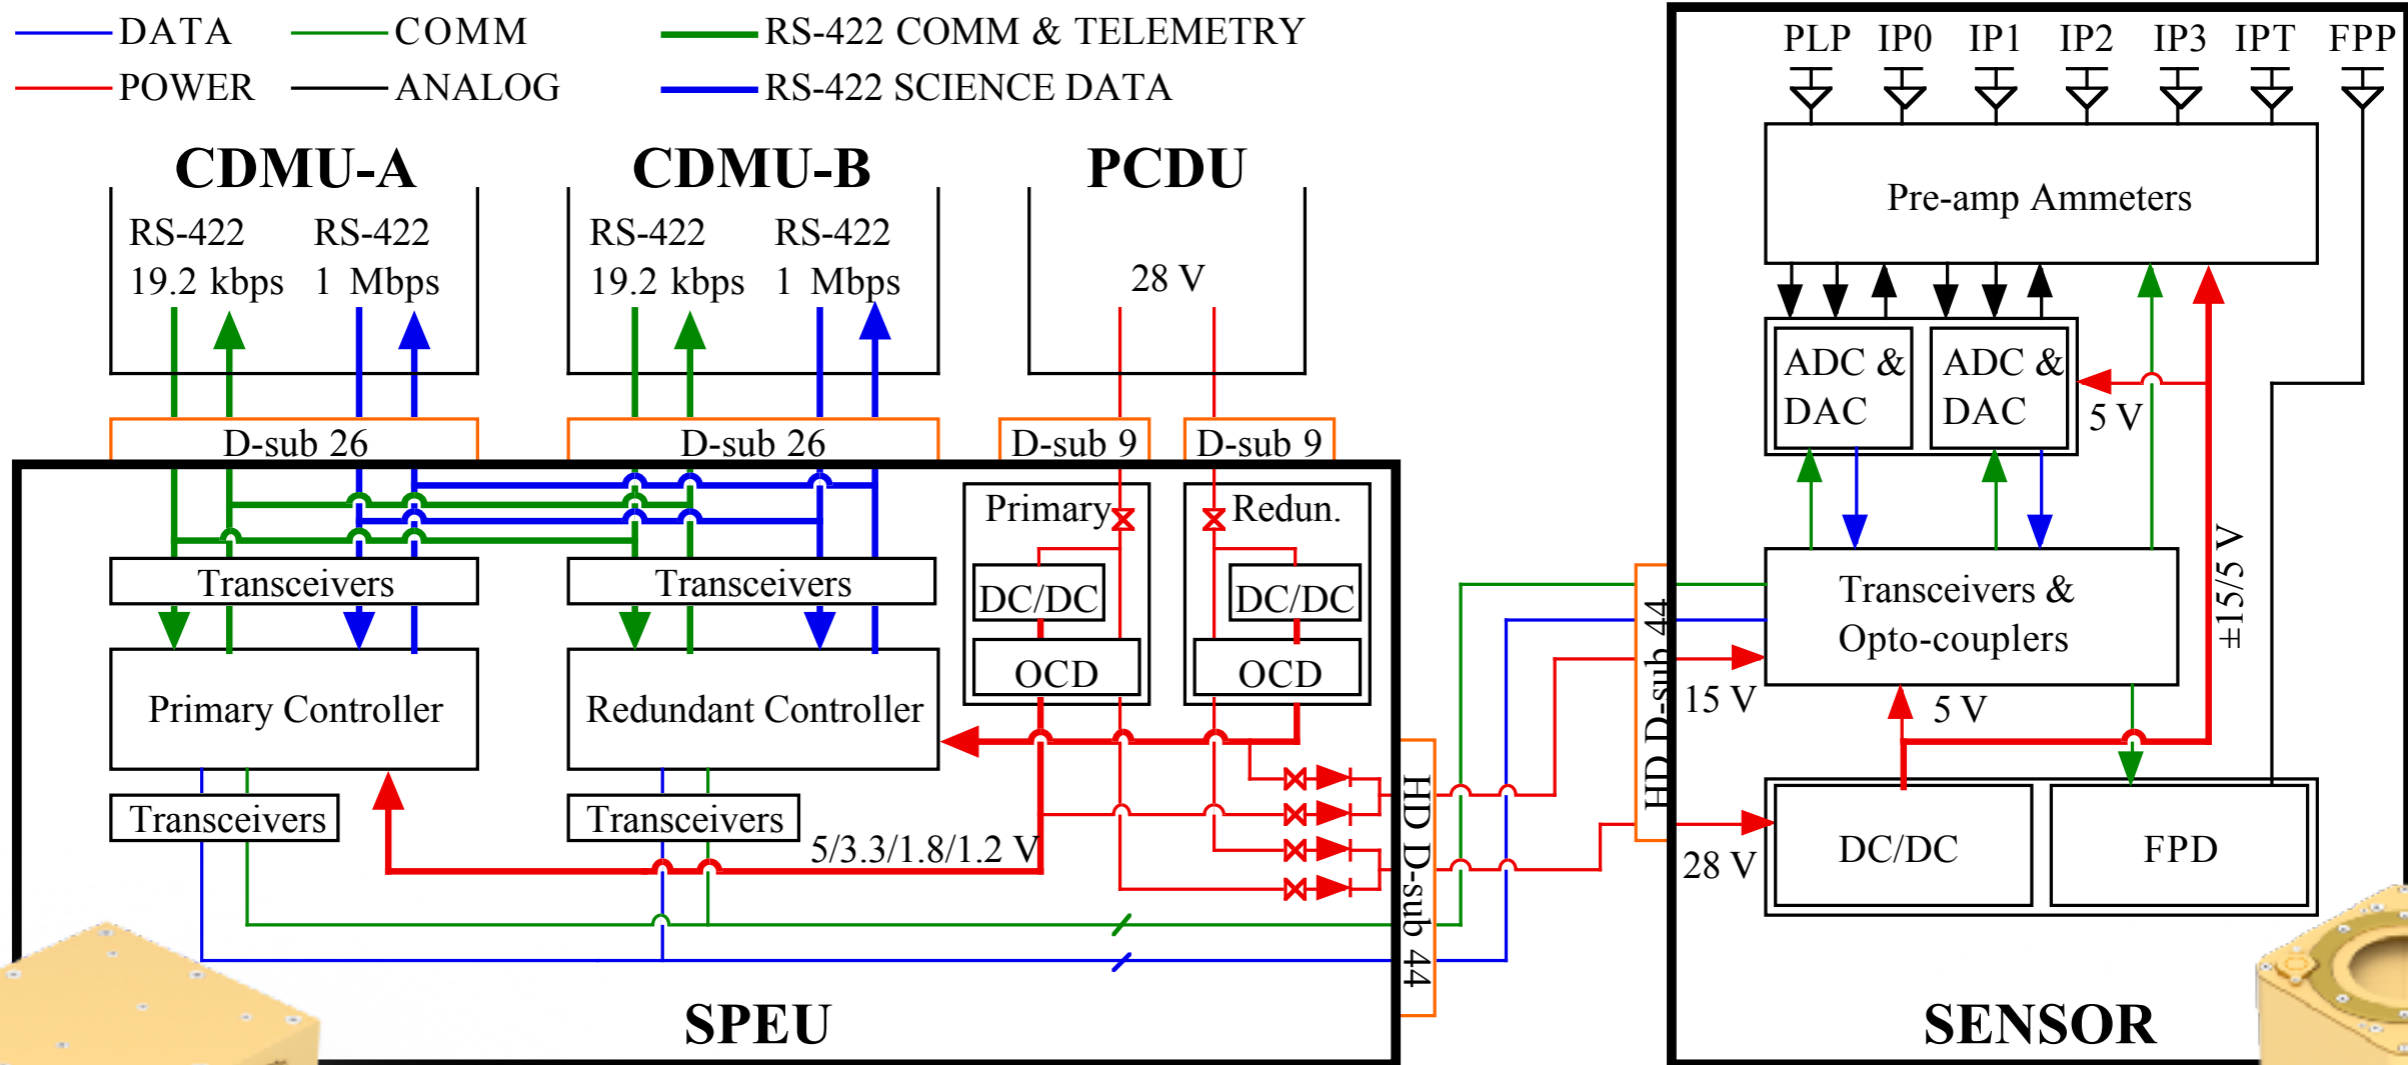 DATA
COMM
RS-422 COMM & TELEMETRY
POWER
ANALOG
RS-422 SCIENCE DATA
CDMU-A
RS-422
19.2 kbps
RS-422
1 Mbps
D-sub 26
CDMU-B
RS-422
19.2 kbps
RS-422
1 Mbps
D-sub 26
PCDU
28 V
D-sub 9
D-sub 9
Transceivers
Primary Controller
Transceivers
Transceivers
Redundant Controller
Transceivers
Primary
DC/DC
OCD
Redun.
DC/DC
OCD
5/3.3/1.8/1.2 V
HD D-sub 44
SPEU
HD D-sub 44
PLP
IP0
IP1
IP2
IP3
IPT
FPP
Pre-amp Ammeters
ADC &
DAC
ADC &
DAC
5 V
±15/5 V
Transceivers &
Opto-couplers
15 V
5 V
28 V
DC/DC
FPD
SENSOR